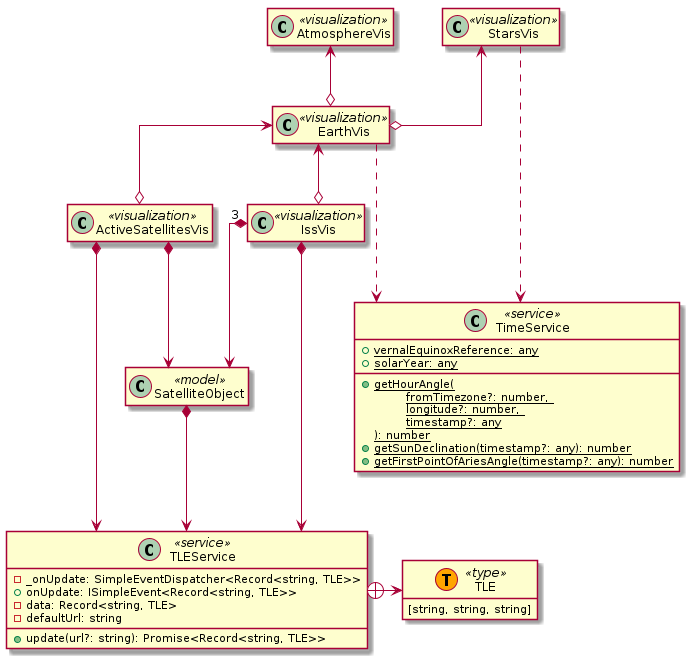 C «visualization»
AtmosphereVis
C «visualization»
StarsVis
C «visualization»
EarthVis
C «visualization»
ActiveSatellitesVis
3
C «visualization»
IssVis
C «service»
TimeService
vernalEquinoxReference: any
solarYear: any
getHourAngle(
fromTimezone?: number,
longitude?: number,
timestamp?: any
): number
getSunDeclination(timestamp?: any): number
getFirstPointOfAriesAngle(timestamp?: any): number
C «model»
SatelliteObject
C «service»
TLEService
_onUpdate: SimpleEventDispatcher<Record<string, TLE>>
onUpdate: ISimpleEvent<Record<string, TLE>>
data: Record<string, TLE>
defaultUrl: string
update(url?: string): Promise<Record<string, TLE>>
T «type»
TLE
[string, string, string]